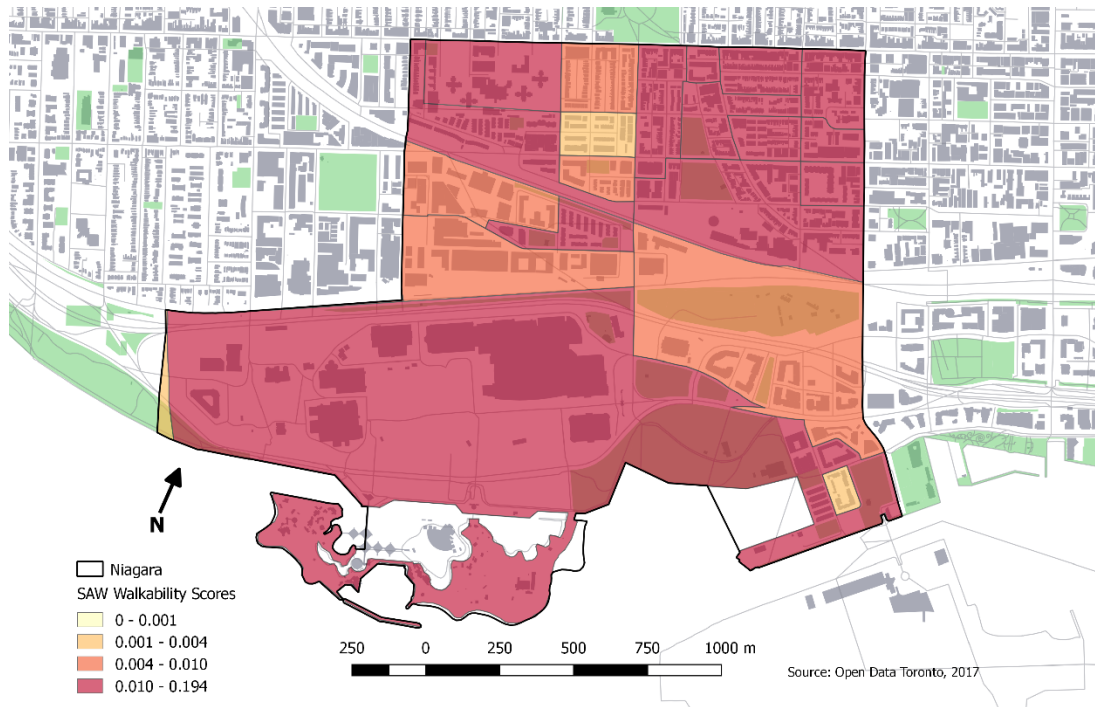 N
Niagara
SAW Walkability Scores
0 - 0.001
0.001 - 0.004
0.004 - 0.010
0.010 - 0.194
250 0 250 500 750 1000 m
Source: Open Data Toronto, 2017